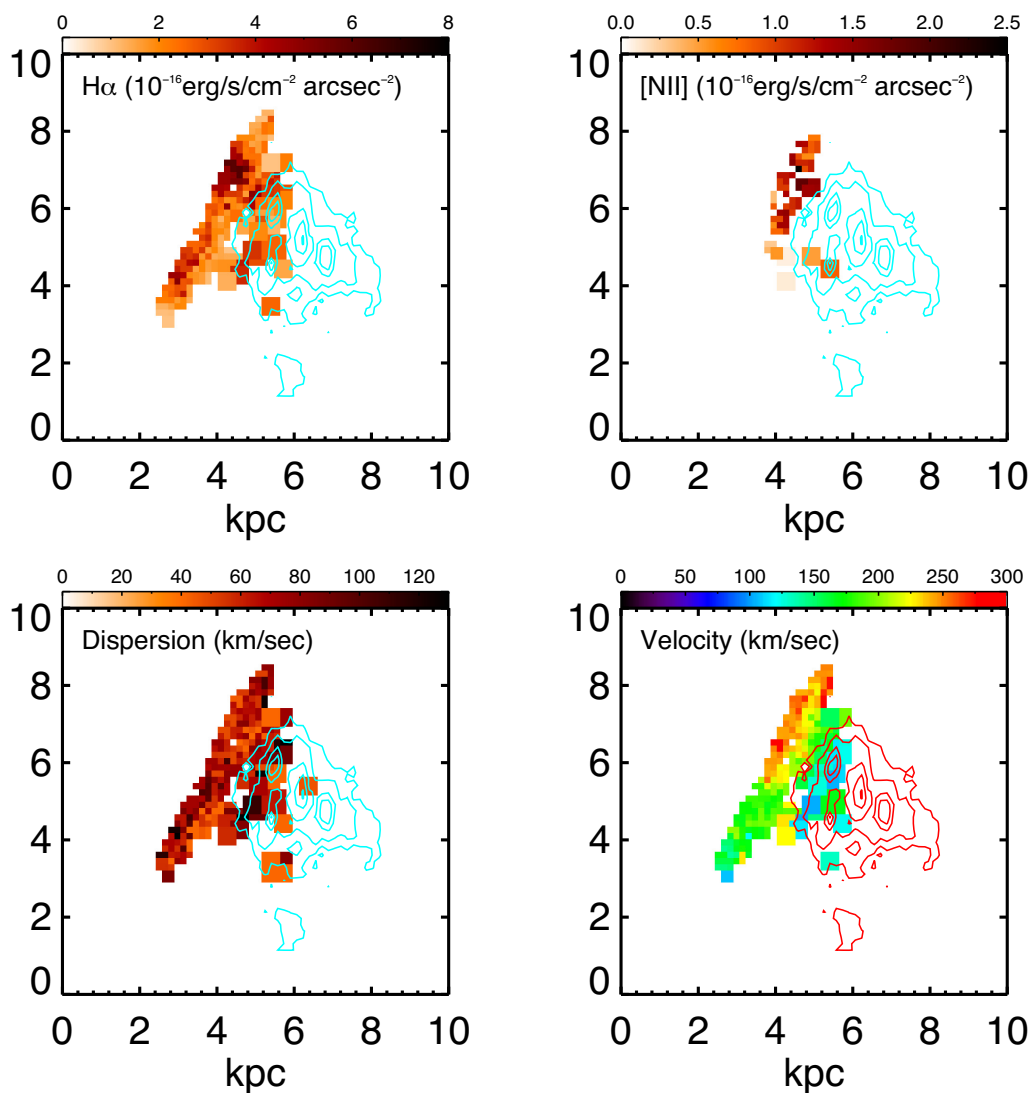 0 2 4 6 8
Hα (10⁻¹⁶erg/s/cm⁻² arcsec⁻²)
10
8
6
4
2
0
0 2 4 6 8 10
kpc
0.0 0.5 1.0 1.5 2.0 2.5
[NII] (10⁻¹⁶erg/s/cm⁻² arcsec⁻²)
10
8
6
4
2
0
0 2 4 6 8 10
kpc
0 20 40 60 80 100 120
Dispersion (km/sec)
10
8
6
4
2
0
0 2 4 6 8 10
kpc
0 50 100 150 200 250 300
Velocity (km/sec)
10
8
6
4
2
0
0 2 4 6 8 10
kpc